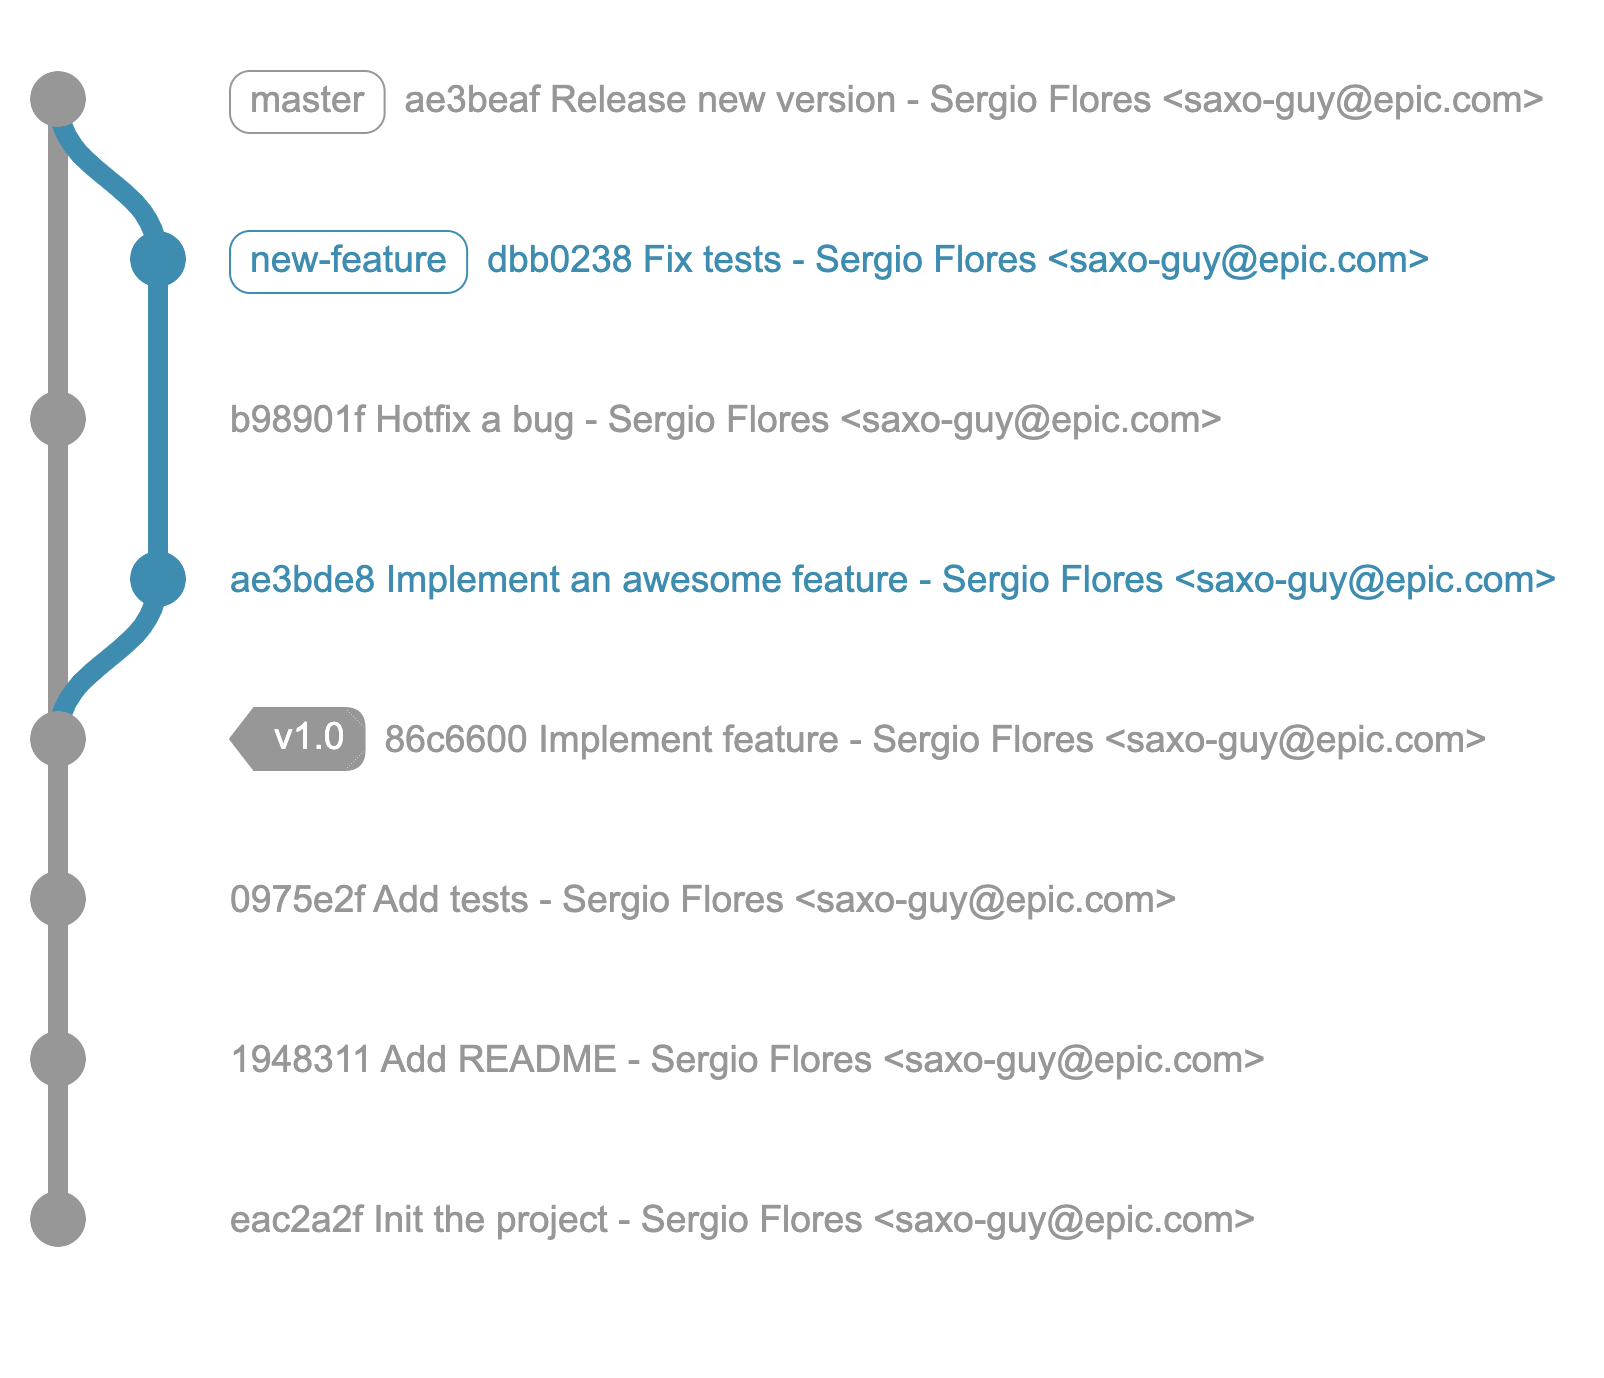 master ae3beaf Release new version - Sergio Flores <saxo-guy@epic.com>
new-feature dbb0238 Fix tests - Sergio Flores <saxo-guy@epic.com>
b98901f Hotfix a bug - Sergio Flores <saxo-guy@epic.com>
ae3bde8 Implement an awesome feature - Sergio Flores <saxo-guy@epic.com>
v1.0 86c6600 Implement feature - Sergio Flores <saxo-guy@epic.com>
0975e2f Add tests - Sergio Flores <saxo-guy@epic.com>
1948311 Add README - Sergio Flores <saxo-guy@epic.com>
eac2a2f Init the project - Sergio Flores <saxo-guy@epic.com>